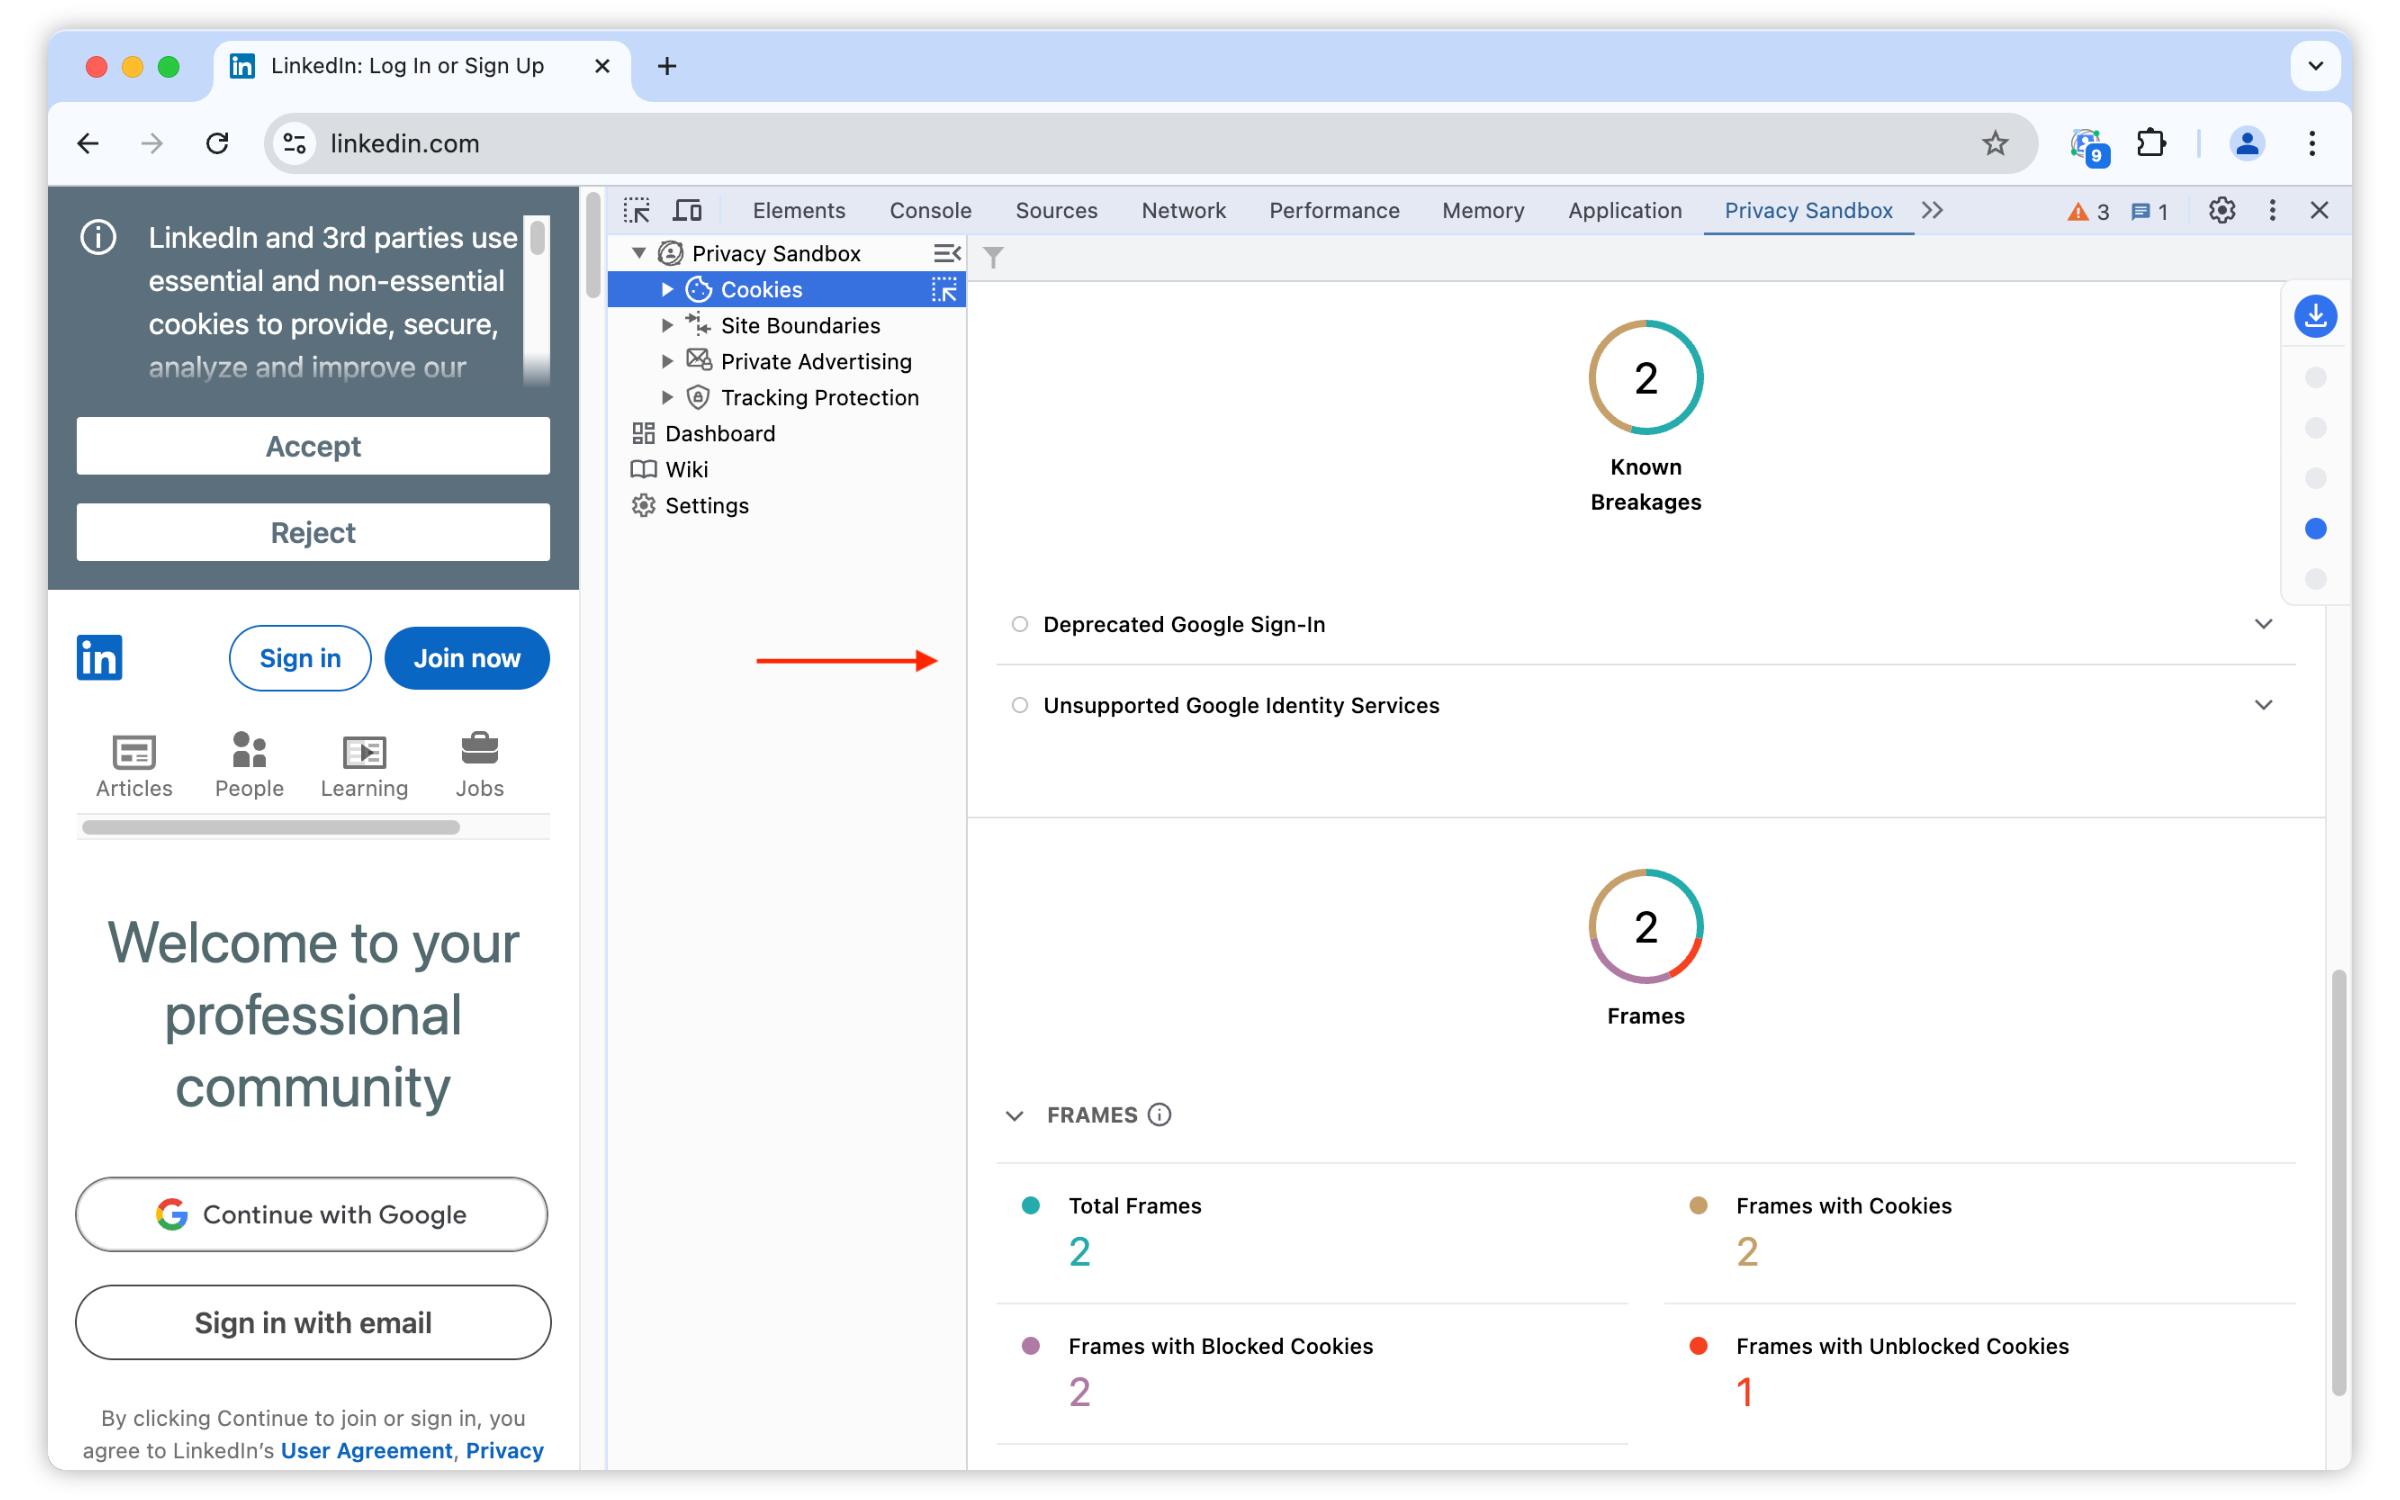 LinkedIn: Log In or Sign Up
linkedin.com
9
LinkedIn and 3rd parties use
essential and non-essential
cookies to provide, secure,
analyze and improve our
Accept
Reject
in
Sign in
Join now
Articles
People
Learning
Jobs
Welcome to your
professional
community
Continue with Google
Sign in with email
By clicking Continue to join or sign in, you
agree to LinkedIn’s User Agreement, Privacy
Elements
Console
Sources
Network
Performance
Memory
Application
Privacy Sandbox
3
1
Privacy Sandbox
Cookies
Site Boundaries
Private Advertising
Tracking Protection
Dashboard
Wiki
Settings
2
Known
Breakages
Deprecated Google Sign-In
Unsupported Google Identity Services
2
Frames
FRAMES
Total Frames
2
Frames with Cookies
2
Frames with Blocked Cookies
2
Frames with Unblocked Cookies
1